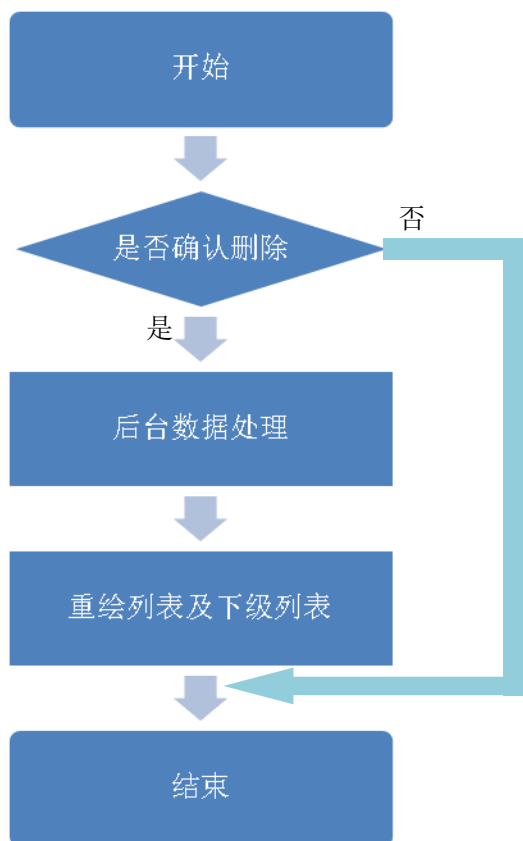 开始
是否确认删除
否
是
后台数据处理
重绘列表及下级列表
结束